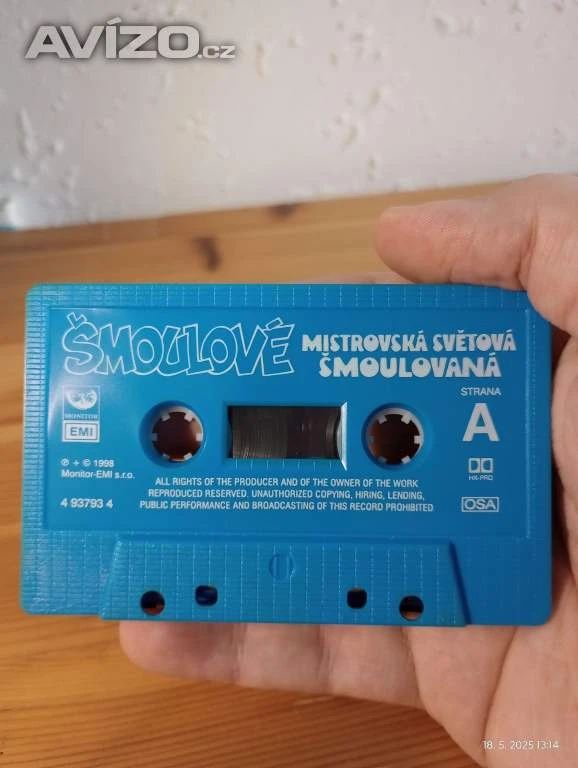 AVÍZO.cz
ŠMOULOVÉ
MISTROVSKÁ SVĚTOVÁ
ŠMOULOVANÁ
STRANA
A
MONITOR
EMI
℗ + © 1998
Monitor-EMI s.r.o.
4 93793 4
ALL RIGHTS OF THE PRODUCER AND OF THE OWNER OF THE WORK
REPRODUCED RESERVED. UNAUTHORIZED COPYING, HIRING, LENDING,
PUBLIC PERFORMANCE AND BROADCASTING OF THIS RECORD PROHIBITED
HX-PRO
OSA
18. 5. 2025 13:14